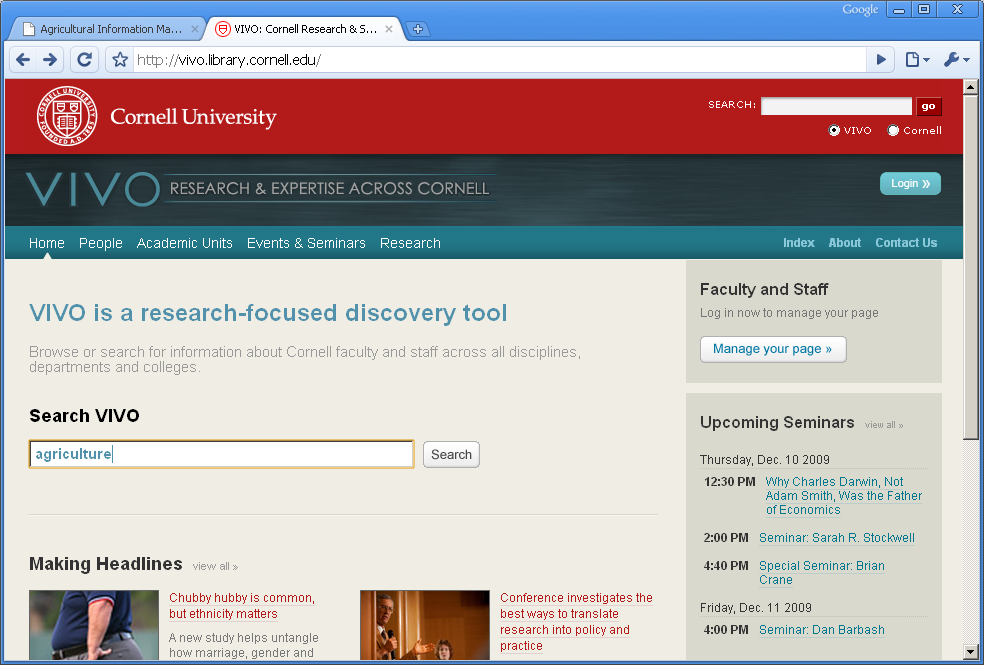 Google
Agricultural Information Ma...
VIVO: Cornell Research & S...
http://vivo.library.cornell.edu/
Cornell University
SEARCH:
go
VIVO
Cornell
VIVO RESEARCH & EXPERTISE ACROSS CORNELL
Login »
Home People Academic Units Events & Seminars Research
Index About Contact Us
VIVO is a research-focused discovery tool
Browse or search for information about Cornell faculty and staff across all disciplines,
departments and colleges.
Search VIVO
agriculture
Search
Making Headlines view all »
Chubby hubby is common,
but ethnicity matters
A new study helps untangle
how marriage, gender and
Conference investigates the
best ways to translate
research into policy and
practice
Faculty and Staff
Log in now to manage your page
Manage your page »
Upcoming Seminars view all »
Thursday, Dec. 10 2009
12:30 PM Why Charles Darwin, Not
Adam Smith, Was the Father
of Economics
2:00 PM Seminar: Sarah R. Stockwell
4:40 PM Special Seminar: Brian
Crane
Friday, Dec. 11 2009
4:00 PM Seminar: Dan Barbash